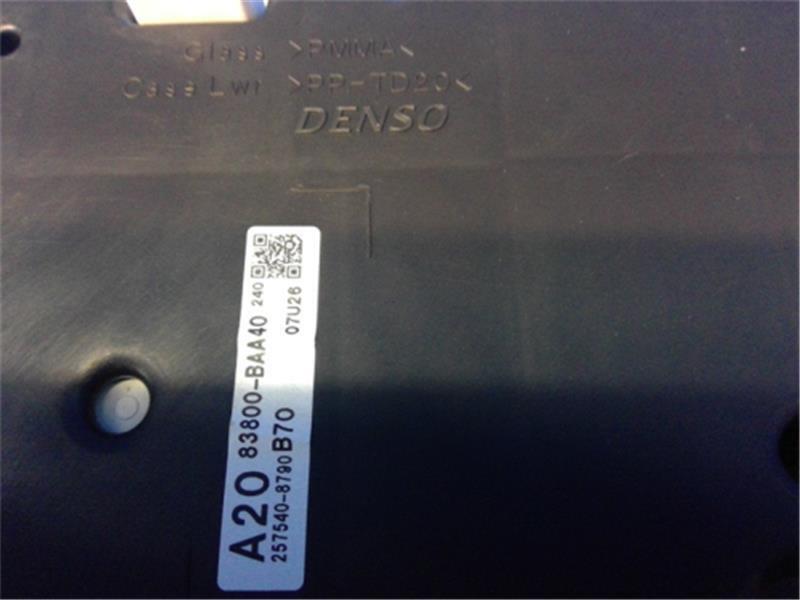 Glass >PMMA<
Case Lwr >PP-TD20<
DENSO
A20 83800-BAA40 240
257540-8790 B70 07U26